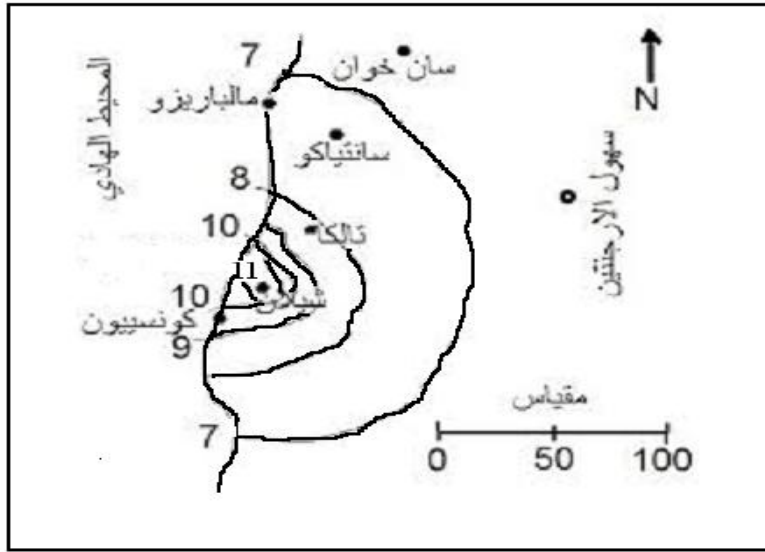 7
سان خوان
N
المحيط الهادي
مالباريزو
سانتياكو
8
سهول الارجنتين
10
تالكا
11
شيلان
10
كونسييون
9
مقياس
7
0 50 100